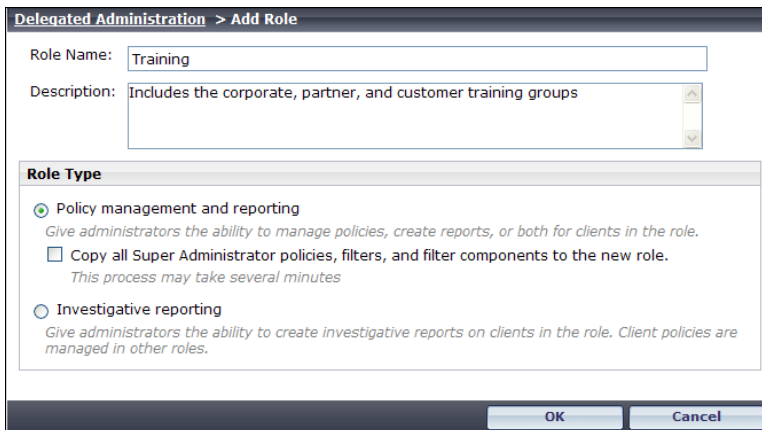 Delegated Administration > Add Role
Role Name: Training
Description: Includes the corporate, partner, and customer training groups
Role Type
Policy management and reporting
Give administrators the ability to manage policies, create reports, or both for clients in the role.
Copy all Super Administrator policies, filters, and filter components to the new role.
This process may take several minutes
Investigative reporting
Give administrators the ability to create investigative reports on clients in the role. Client policies are
managed in other roles.
OK Cancel